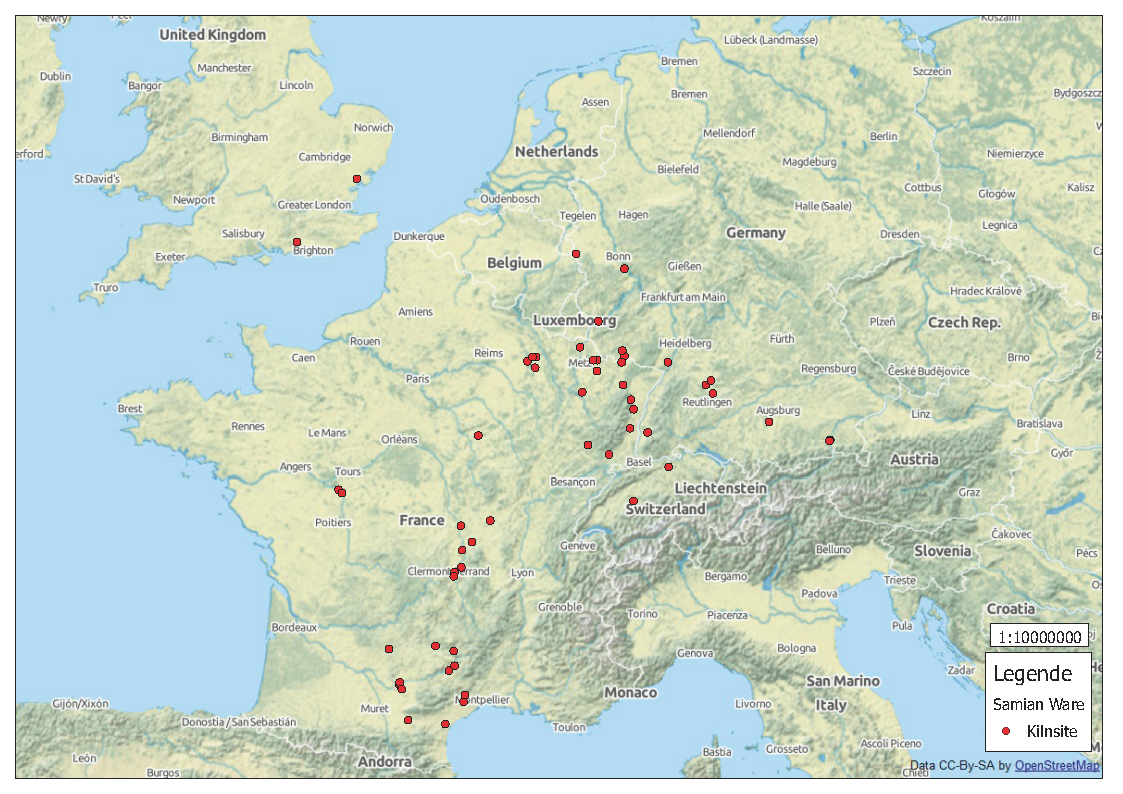 Newry
United Kingdom
Koszalin
Lübeck (Landmasse)
Manchester
Bremen
Szczecin
Dublin
Bangor
Lincoln
Bremen
Bydgoszcz
Assen
Norwich
Mellendorf
Berlin
Birmingham
Netherlands
erford
Cambridge
Magdeburg
Niemierzyce
Bielefeld
St David's
Cottbus
Kalisz
Newport
Oudenbosch
Głogów
Greater London
Tegelen
Hagen
Halle (Saale)
Legnica
Salisbury
Dunkerque
Germany
Dresden
Brighton
Exeter
Belgium
Bonn
Gießen
Truro
Hradec Králové
Frankfurt am Main
Amiens
Luxembourg
Plzeň
Czech Rep.
Rouen
Heidelberg
Fürth
Caen
Reims
Metz
Brno
Regensburg
České Budějovice
Paris
Reutlingen
Brest
Augsburg
Linz
Rennes
Le Mans
Orléans
Bratislava
Győr
Angers
Tours
Basel
Austria
Besançon
Liechtenstein
Graz
Switzerland
Poitiers
France
Čakovec
Genève
Belluno
Slovenia
Pécs
Clermont-Ferrand
Lyon
Bergamo
Trieste
Padova
Grenoble
Torino
Piacenza
Croatia
Bordeaux
Pula
1:10000000
Bologna
Genova
Legende
Zadar
San Marino
Monaco
Gijón/Xixón
Montpellier
Samian Ware
Muret
Livorno
Italy
Donostia / San Sebastián
Toulon
Kilnsite
Ascoli Piceno
Bastia
Grosseto
León
Andorra
Data CC-By-SA by OpenStreetMap
Burgos
Chieti